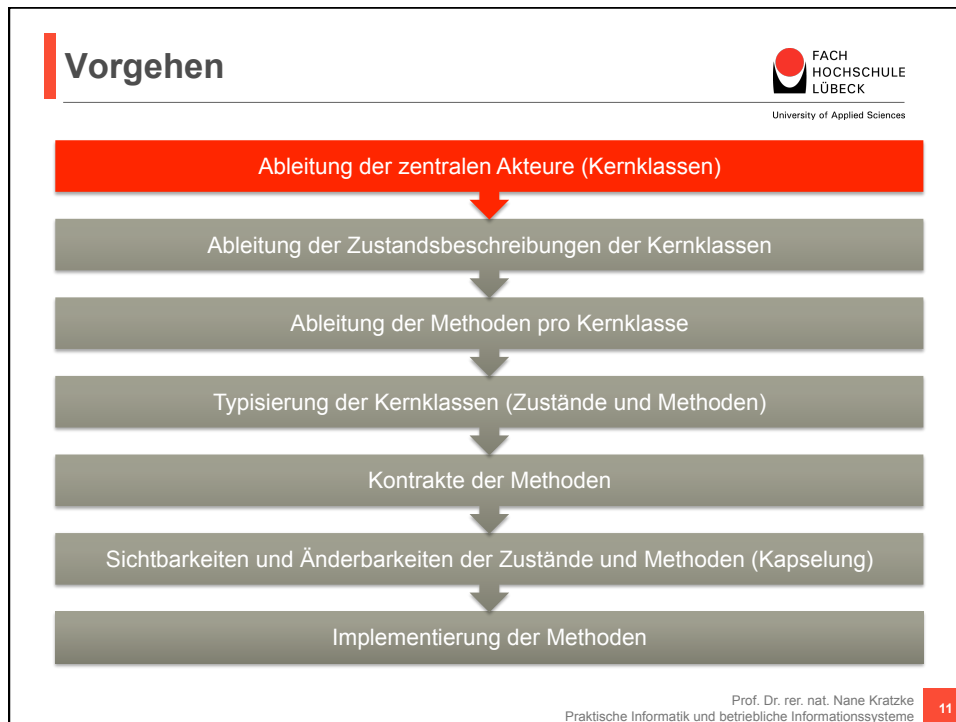 Vorgehen
FACH
HOCHSCHULE
LÜBECK
University of Applied Sciences
Ableitung der zentralen Akteure (Kernklassen)
Ableitung der Zustandsbeschreibungen der Kernklassen
Ableitung der Methoden pro Kernklasse
Typisierung der Kernklassen (Zustände und Methoden)
Kontrakte der Methoden
Sichtbarkeiten und Änderbarkeiten der Zustände und Methoden (Kapselung)
Implementierung der Methoden
Prof. Dr. rer. nat. Nane Kratzke
Praktische Informatik und betriebliche Informationssysteme
11